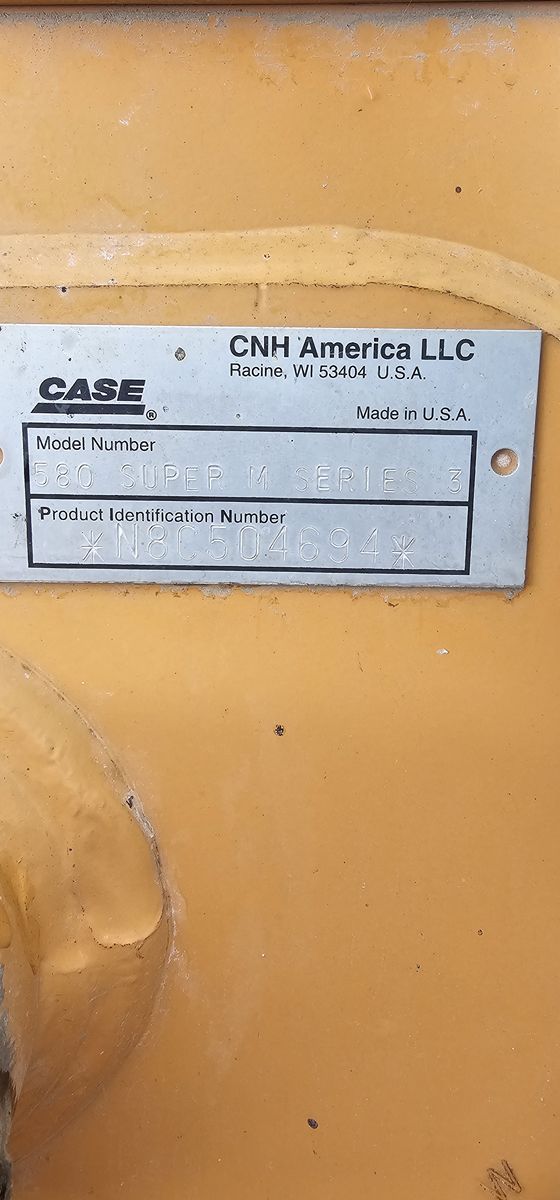 CNH America LLC
Racine, WI 53404 U.S.A.
CASE®
Made in U.S.A.
Model Number
580 SUPER M SERIES 3
Product Identification Number
*N8C504694*